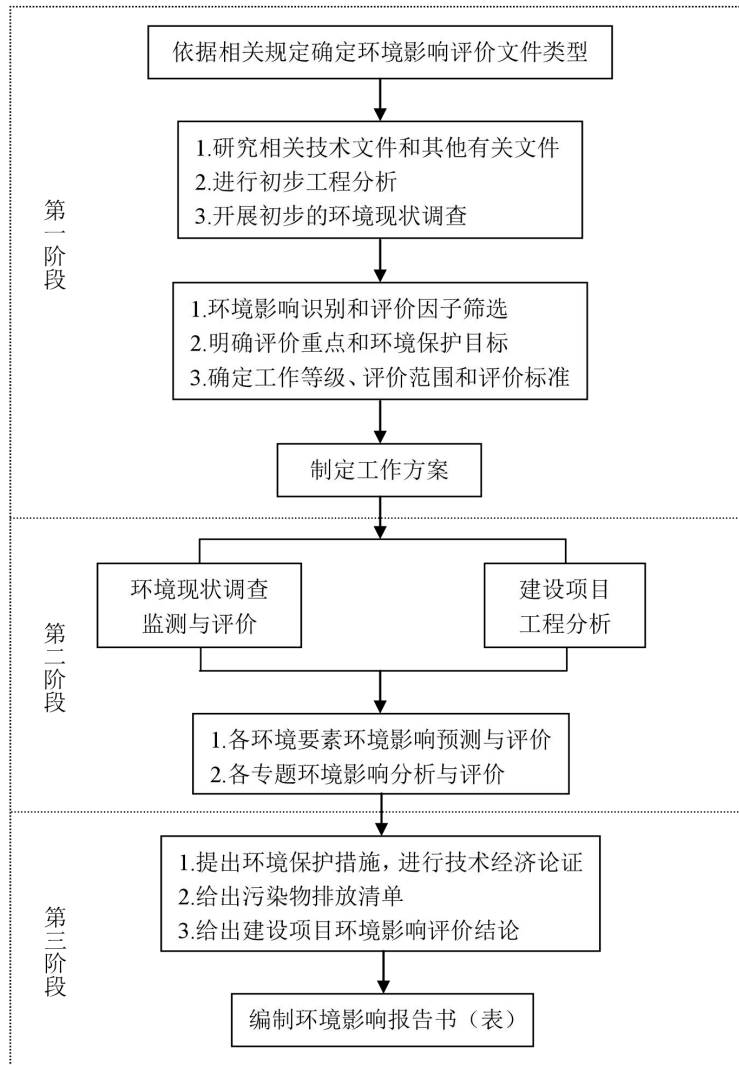 依据相关规定确定环境影响评价文件类型
第一阶段
1.研究相关技术文件和其他有关文件
2.进行初步工程分析
3.开展初步的环境现状调查
1.环境影响识别和评价因子筛选
2.明确评价重点和环境保护目标
3.确定工作等级、评价范围和评价标准
制定工作方案
第二阶段
环境现状调查
监测与评价
建设项目
工程分析
1.各环境要素环境影响预测与评价
2.各专题环境影响分析与评价
第三阶段
1.提出环境保护措施，进行技术经济论证
2.给出污染物排放清单
3.给出建设项目环境影响评价结论
编制环境影响报告书（表）